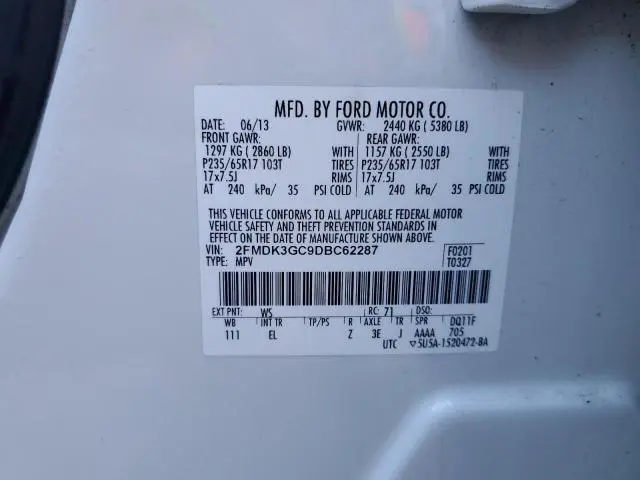 MFD. BY FORD MOTOR CO.
DATE: 06/13 GVWR: 2440 KG ( 5380 LB)
FRONT GAWR: REAR GAWR:
1297 KG ( 2860 LB) WITH 1157 KG ( 2550 LB) WITH
P235/65R17 103T TIRES P235/65R17 103T TIRES
17x7.5J RIMS 17x7.5J RIMS
AT 240 kPa/ 35 PSI COLD AT 240 kPa/ 35 PSI COLD
THIS VEHICLE CONFORMS TO ALL APPLICABLE FEDERAL MOTOR
VEHICLE SAFETY AND THEFT PREVENTION STANDARDS IN
EFFECT ON THE DATE OF MANUFACTURE SHOWN ABOVE.
VIN: 2FMDK3GC9DBC62287 F0201
TYPE: MPV T0327
EXT PNT: WS RC: 71 DSO:
WB INT TR TP/PS R AXLE TR SPR DQ11F
111 EL Z 3E J AAAA 705
UTC ▽5U5A-1520472-BA